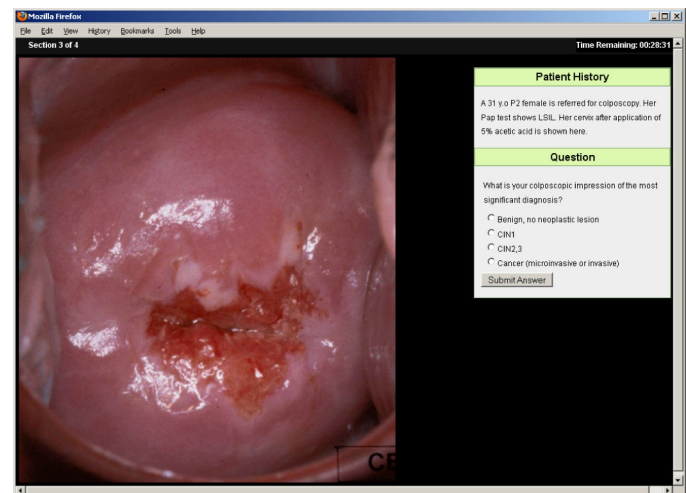 Mozilla Firefox
File Edit View History Bookmarks Tools Help
Section 3 of 4
Time Remaining: 00:28:31
Patient History
A 31 y.o P2 female is referred for colposcopy. Her
Pap test shows LSIL. Her cervix after application of
5% acetic acid is shown here.
Question
What is your colposcopic impression of the most
significant diagnosis?
Benign, no neoplastic lesion
CIN1
CIN2,3
Cancer (microinvasive or invasive)
Submit Answer
CE